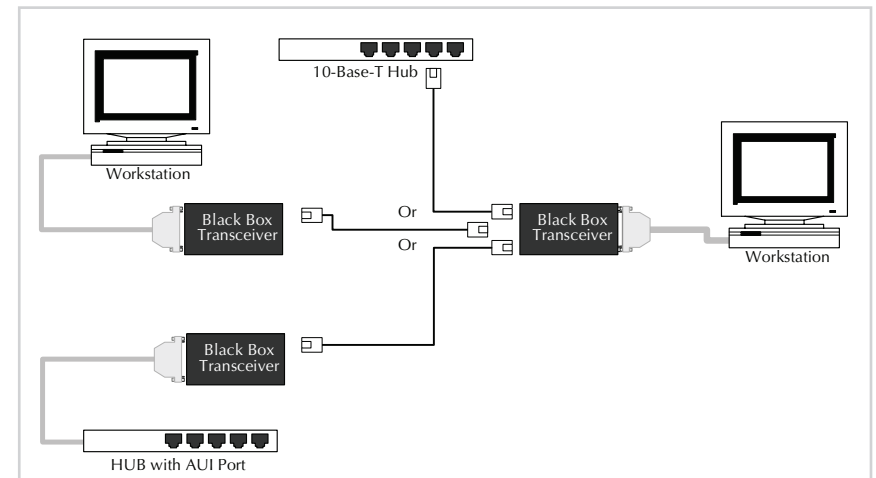 10-Base-T Hub
Workstation
Black Box
Transceiver
Or
Or
Black Box
Transceiver
Workstation
Black Box
Transceiver
HUB with AUI Port